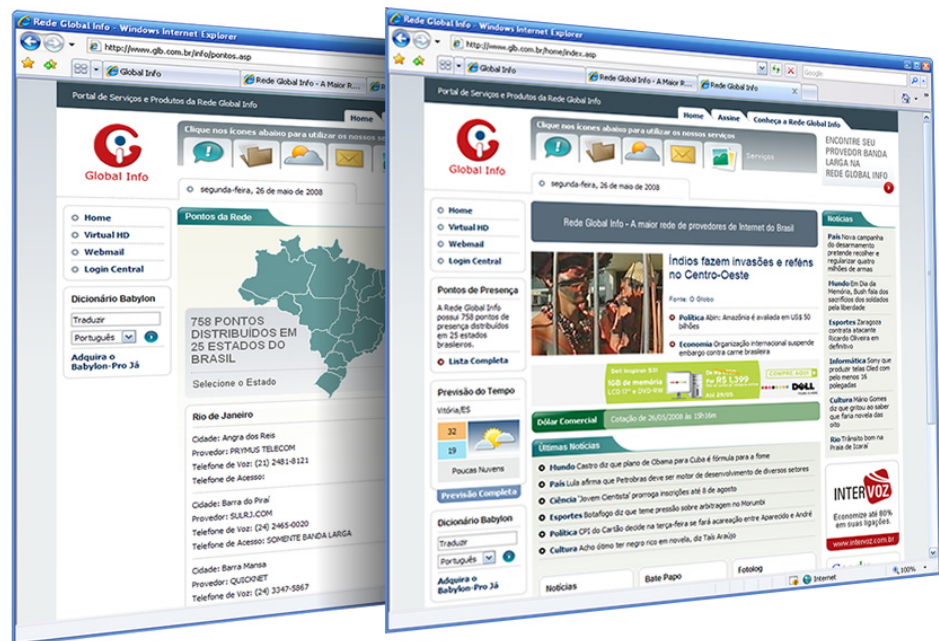 Rede Global Info - Windows Internet Explorer
http://www.glb.com.br/info/pontos.asp
Global Info
Rede Global Info - A Maior R...
Portal de Serviços e Produtos da Rede Global Info
Home
Clique nos ícones abaixo para utilizar os nossos
Global Info
segunda-feira, 26 de maio de 2008
Home
Virtual HD
Webmail
Login Central
Dicionário Babylon
Traduzir
Português
Adquira o
Babylon-Pro Já
Pontos da Rede
758 PONTOS
DISTRIBUÍDOS EM
25 ESTADOS DO
BRASIL
Selecione o Estado
Rio de Janeiro
Cidade: Angra dos Reis
Provedor: PRYMUS TELECOM
Telefone de Voz: (21) 2481-8121
Telefone de Acesso:
Cidade: Barra do Piraí
Provedor: SULRJ.COM
Telefone de Voz: (24) 2465-0020
Telefone de Acesso: SOMENTE BANDA LARGA
Cidade: Barra Mansa
Provedor: QUICKNET
Telefone de Voz: (24) 3347-5867
Rede Global Info - Windows Internet Explorer
http://www.glb.com.br/home/index.asp
Google
Global Info
Rede Global Info - A Maior R...
Rede Global Info
Portal de Serviços e Produtos da Rede Global Info
Home
Assine
Conheça a Rede Global Info
Clique nos ícones abaixo para utilizar os nossos serviços
Serviços
ENCONTRE SEU
PROVEDOR BANDA
LARGA NA
REDE GLOBAL INFO
Global Info
segunda-feira, 26 de maio de 2008
Home
Virtual HD
Webmail
Login Central
Pontos de Presença
A Rede Global Info
possui 758 pontos de
presença distribuídos
em 25 estados
brasileiros.
Lista Completa
Previsão do Tempo
Vitória/ES
32
19
Poucas Nuvens
Previsão Completa
Dicionário Babylon
Traduzir
Português
Adquira o
Babylon-Pro Já
Rede Global Info - A maior rede de provedores de Internet do Brasil
Índios fazem invasões e reféns
no Centro-Oeste
Fonte: O Globo
Política Abin: Amazônia é avaliada em US$ 50
bilhões
Economia Organização internacional suspende
embargo contra carne brasileira
Dell Inspiron 531
1GB de memória
LCD 17" e DVD-RW
Por R$ 1.399
Até 29/05
COMPRE AQUI
DELL
Dólar Comercial
Cotação de 26/05/2008 às 15h16m
Últimas Notícias
Mundo Castro diz que plano de Obama para Cuba é fórmula para a fome
País Lula afirma que Petrobras deve ser motor de desenvolvimento de diversos setores
Ciência 'Jovem Cientista' prorroga inscrições até 8 de agosto
Esportes Botafogo diz que teme pressão sobre arbitragem no Morumbi
Política CPI do Cartão decide na terça-feira se fará acareação entre Aparecido e André
Cultura Acho ótimo ter negro rico em novela, diz Taís Araújo
Notícias
Bate Papo
Fotolog
Notícias
País Nova campanha
do desarmamento
pretende recolher e
regularizar quatro
milhões de armas
Mundo Em Dia da
Memória, Bush fala dos
sacrifícios dos soldados
pela liberdade
Esportes Zaragoza
contrata atacante
Ricardo Oliveira em
definitivo
Informática Sony quer
produzir telas Oled com
pelo menos 16
polegadas
Cultura Mário Gomes
diz que gritou ao saber
que faria novela das
oito
Rio Trânsito bom na
Praia de Icaraí
INTERVOZ
Economize até 80%
em suas ligações.
www.intervoz.com.br
Internet
100%